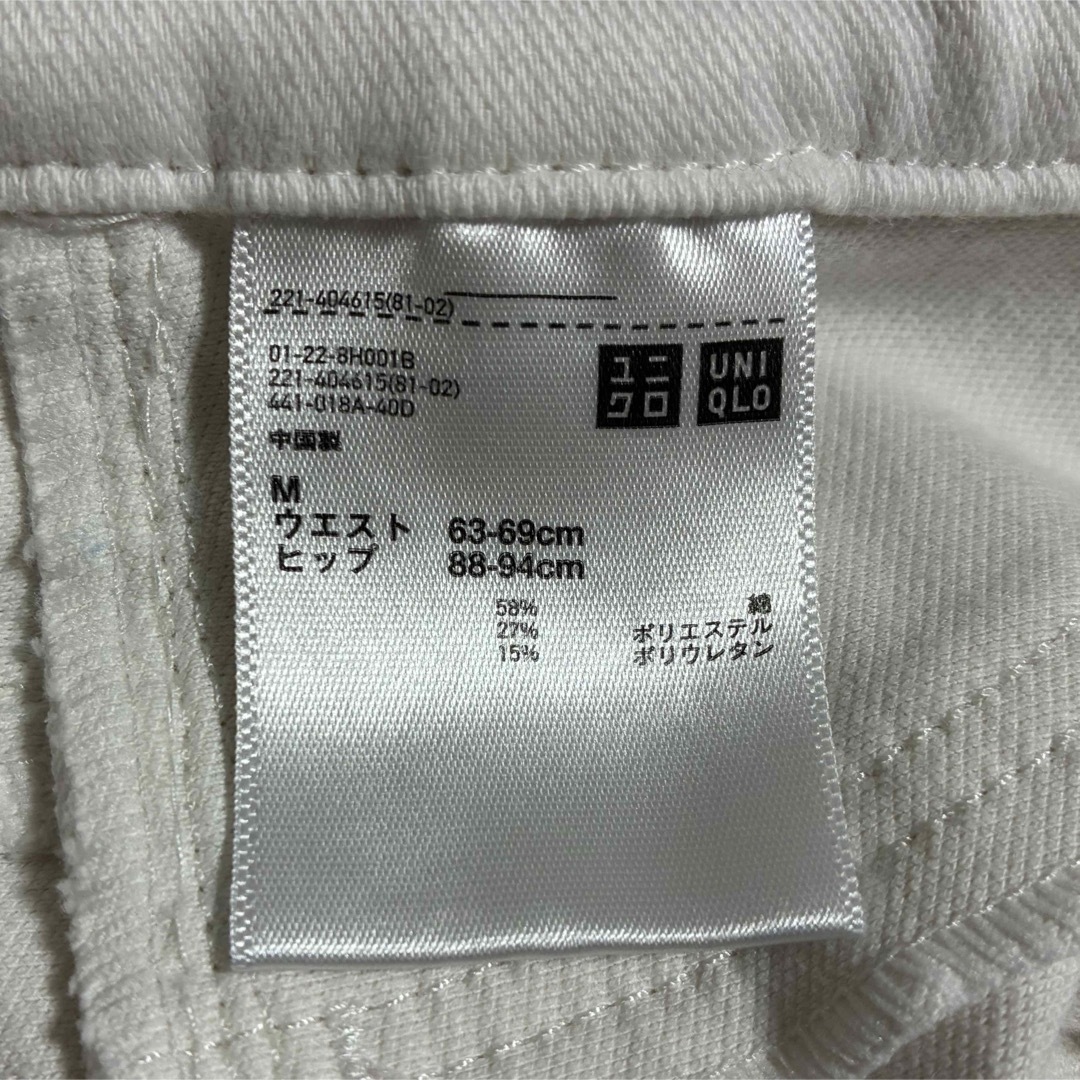 221-404615(81-02)
01-22-8H001B
221-404615(81-02)
441-018A-40D
ユニクロ
UNIQLO
中国製
M
ウエスト 63-69cm
ヒップ 88-94cm
58% 綿
27% ポリエステル
15% ポリウレタン